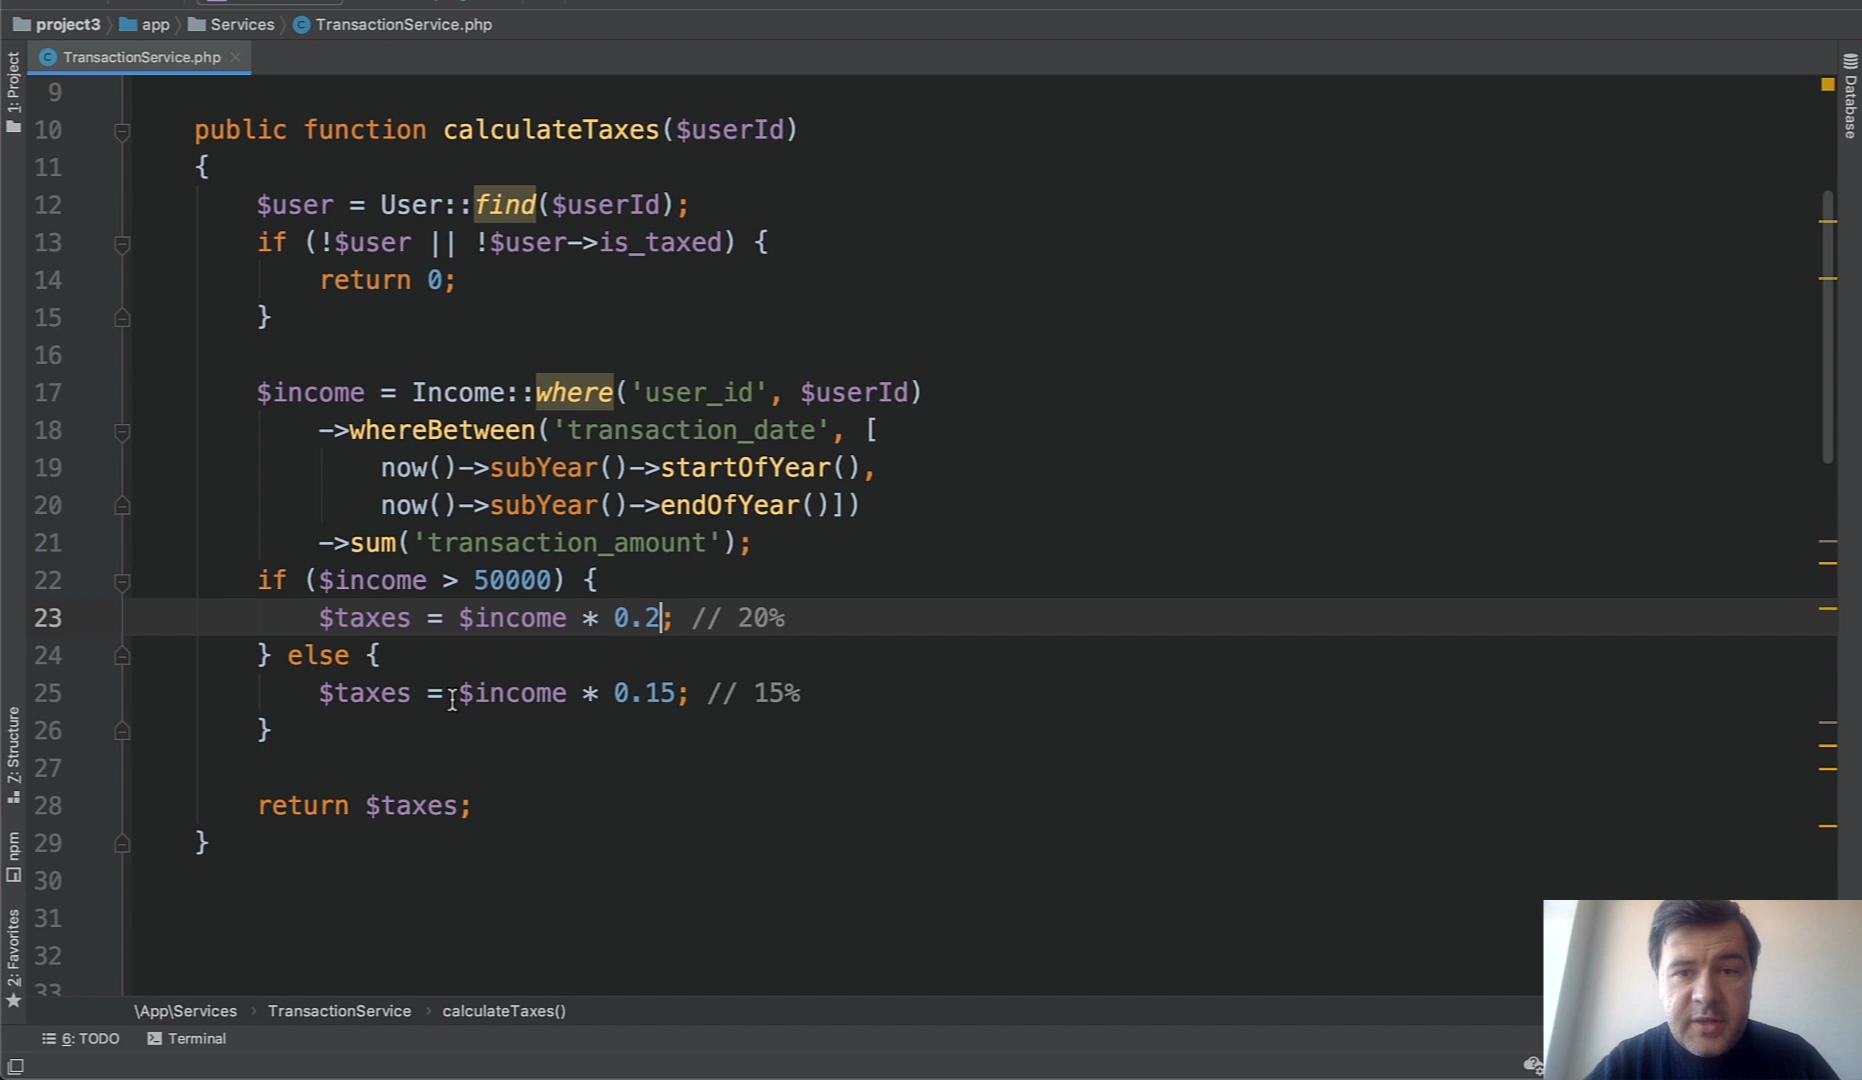 project3 app Services TransactionService.php
TransactionService.php
1: Project
Database
9
10 public function calculateTaxes($userId)
11 {
12 $user = User::find($userId);
13 if (!$user || !$user->is_taxed) {
14 return 0;
15 }
16
17 $income = Income::where('user_id', $userId)
18 ->whereBetween('transaction_date', [
19 now()->subYear()->startOfYear(),
20 now()->subYear()->endOfYear()])
21 ->sum('transaction_amount');
22 if ($income > 50000) {
23 $taxes = $income * 0.2; // 20%
24 } else {
25 $taxes = $income * 0.15; // 15%
26 }
27
28 return $taxes;
29 }
30
31
32
33
Z: Structure
npm
2: Favorites
\App\Services › TransactionService › calculateTaxes()
6: TODO Terminal